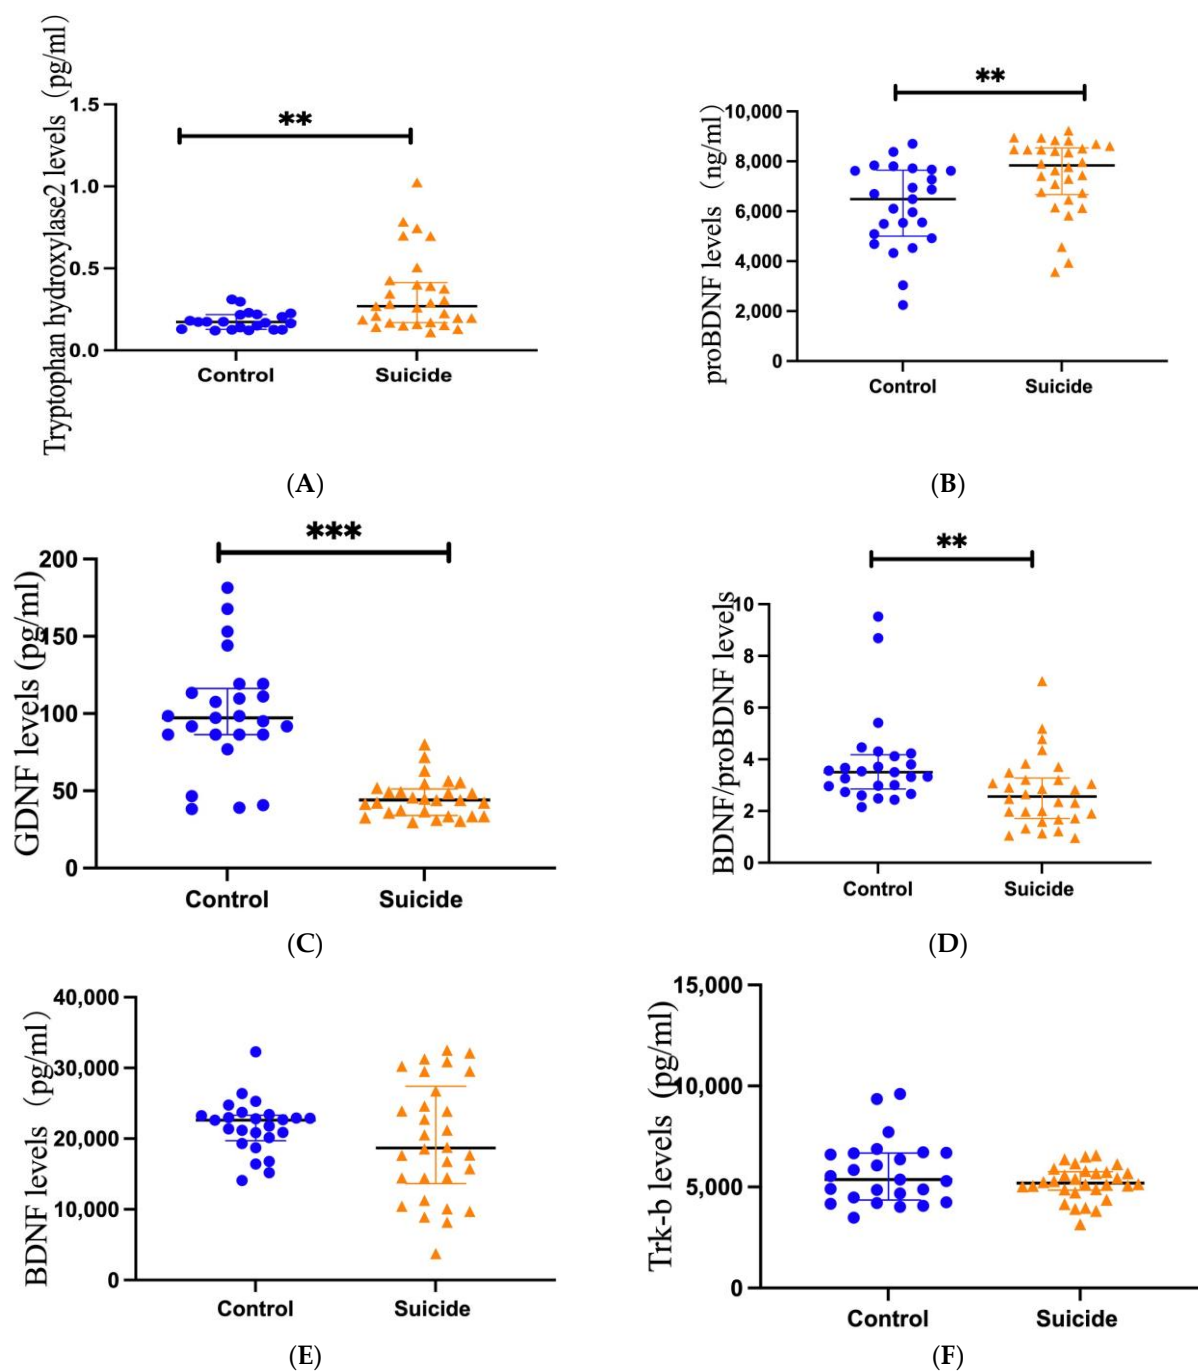 Tryptophan hydroxylase2 levels (pg/ml)
1.5
1.0
0.5
0.0
**
Control
Suicide
(A)
proBDNF levels (ng/ml)
10,000
8,000
6,000
4,000
2,000
0
**
Control
Suicide
(B)
GDNF levels (pg/ml)
200
150
100
50
0
***
Control
Suicide
(C)
BDNF/proBDNF levels
10
8
6
4
2
0
**
Control
Suicide
(D)
BDNF levels (pg/ml)
40,000
30,000
20,000
10,000
0
Control
Suicide
(E)
Trk-b levels (pg/ml)
15,000
10,000
5,000
0
Control
Suicide
(F)